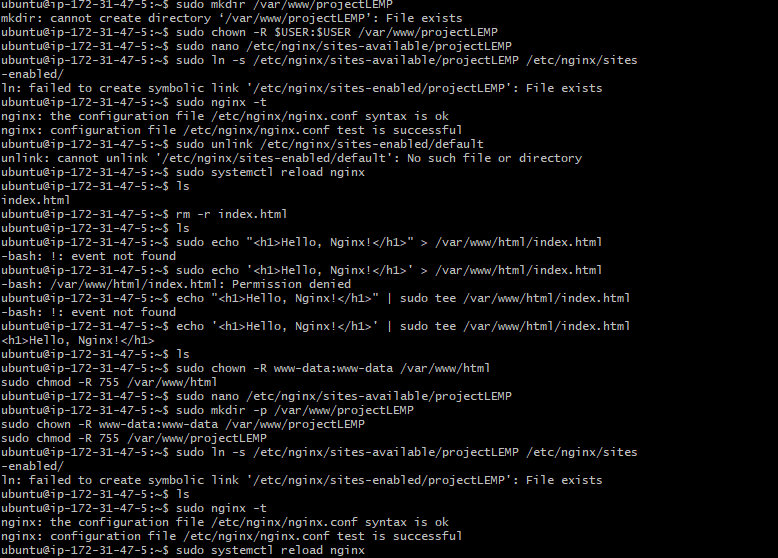 ubuntu@ip-172-31-47-5:~$ sudo mkdir /var/www/projectLEMP
mkdir: cannot create directory ‘/var/www/projectLEMP’: File exists
ubuntu@ip-172-31-47-5:~$ sudo chown -R $USER:$USER /var/www/projectLEMP
ubuntu@ip-172-31-47-5:~$ sudo nano /etc/nginx/sites-available/projectLEMP
ubuntu@ip-172-31-47-5:~$ sudo ln -s /etc/nginx/sites-available/projectLEMP /etc/nginx/sites
-enabled/
ln: failed to create symbolic link '/etc/nginx/sites-enabled/projectLEMP': File exists
ubuntu@ip-172-31-47-5:~$ sudo nginx -t
nginx: the configuration file /etc/nginx/nginx.conf syntax is ok
nginx: configuration file /etc/nginx/nginx.conf test is successful
ubuntu@ip-172-31-47-5:~$ sudo unlink /etc/nginx/sites-enabled/default
unlink: cannot unlink '/etc/nginx/sites-enabled/default': No such file or directory
ubuntu@ip-172-31-47-5:~$ sudo systemctl reload nginx
ubuntu@ip-172-31-47-5:~$ ls
index.html
ubuntu@ip-172-31-47-5:~$ rm -r index.html
ubuntu@ip-172-31-47-5:~$ ls
ubuntu@ip-172-31-47-5:~$ sudo echo "<h1>Hello, Nginx!</h1>" > /var/www/html/index.html
-bash: !: event not found
ubuntu@ip-172-31-47-5:~$ sudo echo '<h1>Hello, Nginx!</h1>' > /var/www/html/index.html
-bash: /var/www/html/index.html: Permission denied
ubuntu@ip-172-31-47-5:~$ echo "<h1>Hello, Nginx!</h1>" | sudo tee /var/www/html/index.html
-bash: !: event not found
ubuntu@ip-172-31-47-5:~$ echo '<h1>Hello, Nginx!</h1>' | sudo tee /var/www/html/index.html
<h1>Hello, Nginx!</h1>
ubuntu@ip-172-31-47-5:~$ ls
ubuntu@ip-172-31-47-5:~$ sudo chown -R www-data:www-data /var/www/html
sudo chmod -R 755 /var/www/html
ubuntu@ip-172-31-47-5:~$ sudo nano /etc/nginx/sites-available/projectLEMP
ubuntu@ip-172-31-47-5:~$ sudo mkdir -p /var/www/projectLEMP
sudo chown -R www-data:www-data /var/www/projectLEMP
sudo chmod -R 755 /var/www/projectLEMP
ubuntu@ip-172-31-47-5:~$ sudo ln -s /etc/nginx/sites-available/projectLEMP /etc/nginx/sites
-enabled/
ln: failed to create symbolic link '/etc/nginx/sites-enabled/projectLEMP': File exists
ubuntu@ip-172-31-47-5:~$ ls
ubuntu@ip-172-31-47-5:~$ sudo nginx -t
nginx: the configuration file /etc/nginx/nginx.conf syntax is ok
nginx: configuration file /etc/nginx/nginx.conf test is successful
ubuntu@ip-172-31-47-5:~$ sudo systemctl reload nginx